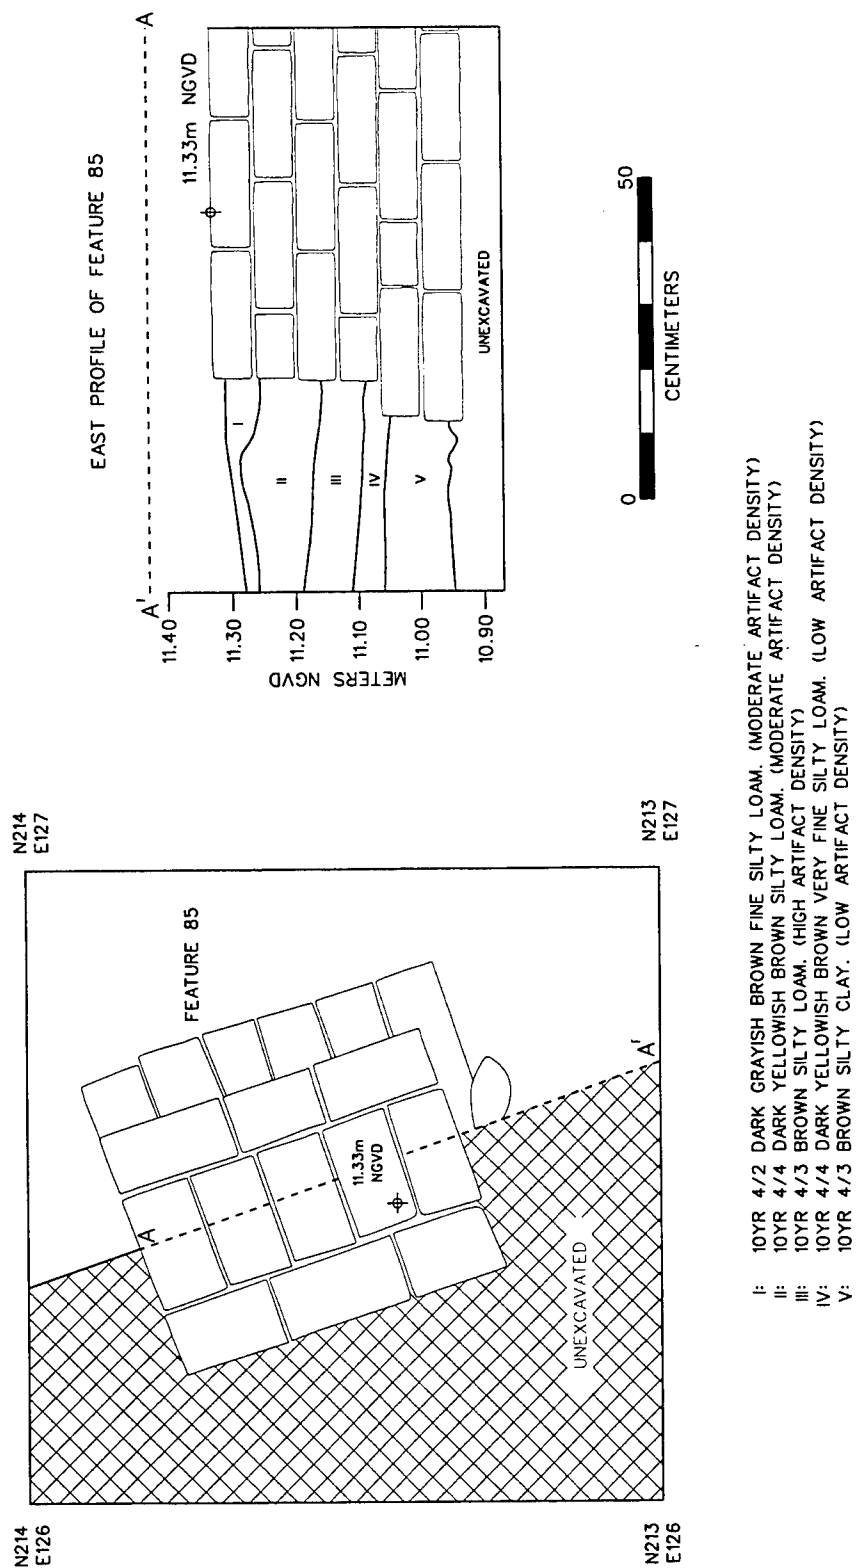 N214
E126
N214
E127
FEATURE 85
A
11.33m
NGVD
UNEXCAVATED
A'
N213
E126
N213
E127
EAST PROFILE OF FEATURE 85
A'
A
11.40
11.30
11.20
11.10
11.00
10.90
METERS NGVD
11.33m NGVD
I
II
III
IV
V
UNEXCAVATED
0
50
CENTIMETERS
I: 10YR 4/2 DARK GRAYISH BROWN FINE SILTY LOAM. (MODERATE ARTIFACT DENSITY)
II: 10YR 4/4 DARK YELLOWISH BROWN SILTY LOAM. (MODERATE ARTIFACT DENSITY)
III: 10YR 4/3 BROWN SILTY LOAM. (HIGH ARTIFACT DENSITY)
IV: 10YR 4/4 DARK YELLOWISH BROWN VERY FINE SILTY LOAM. (LOW ARTIFACT DENSITY)
V: 10YR 4/3 BROWN SILTY CLAY. (LOW ARTIFACT DENSITY)